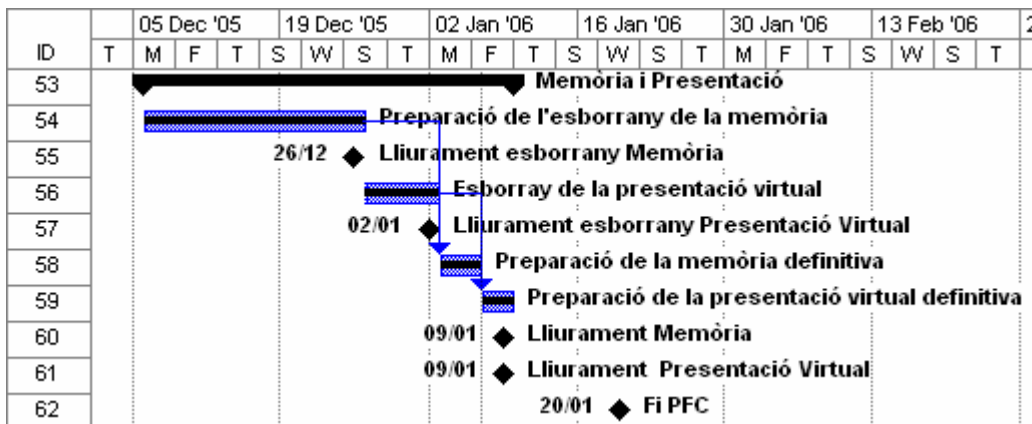 05 Dec '05 19 Dec '05 02 Jan '06 16 Jan '06 30 Jan '06 13 Feb '06 2
ID T M F T S W S T M F T S W S T M F T S W S T
53 Memòria i Presentació
54 Preparació de l'esborrany de la memòria
55 26/12 Lliurament esborrany Memòria
56 Esborray de la presentació virtual
57 02/01 Lliurament esborrany Presentació Virtual
58 Preparació de la memòria definitiva
59 Preparació de la presentació virtual definitiva
60 09/01 Lliurament Memòria
61 09/01 Lliurament Presentació Virtual
62 20/01 Fi PFC